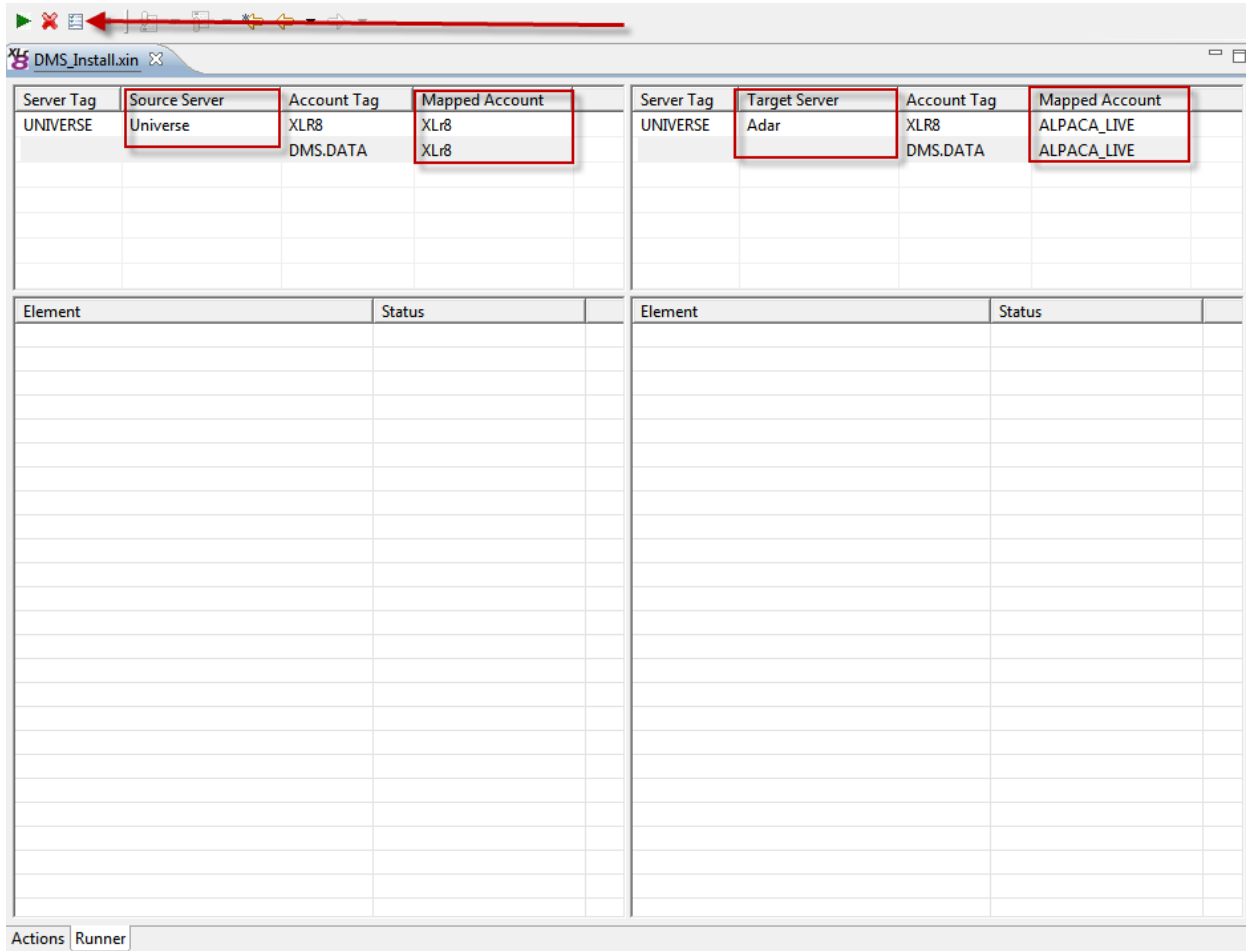 XLr8 DMS_Install.xin
Server Tag Source Server Account Tag Mapped Account Server Tag Target Server Account Tag Mapped Account
UNIVERSE Universe XLR8 XLr8 UNIVERSE Adar XLR8 ALPACA_LIVE
DMS.DATA XLr8 DMS.DATA ALPACA_LIVE
Element Status Element Status
Actions Runner